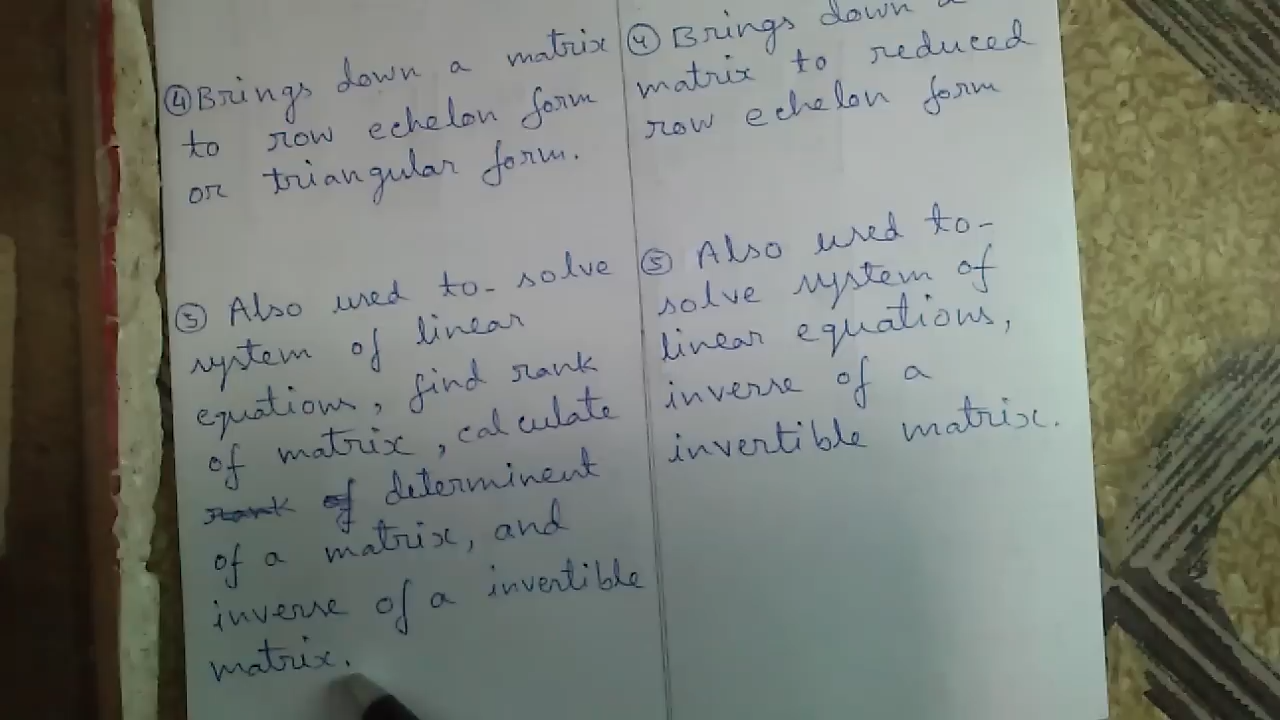 ④ Brings down a matrix
to row echelon form
or triangular form.
⑤ Also used to solve
system of linear
equations, find rank
of matrix, calculate
rank of determinent
of a matrix, and
inverse of a invertible
matrix.
④ Brings down a
matrix to reduced
row echelon form
⑤ Also used to
solve system of
linear equations,
inverse of a
invertible matrix.